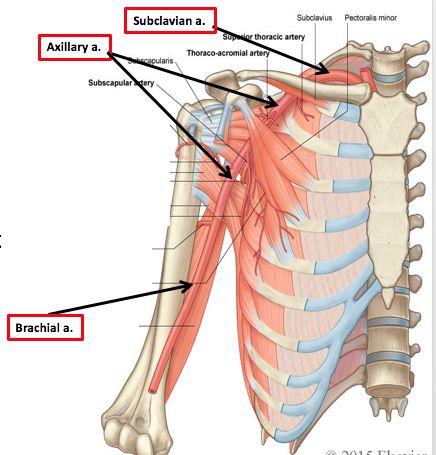 Subclavian a.
Subclavius
Pectoralis minor
Superior thoracic artery
Axillary a.
Thoraco-acromial artery
Subscapularis
Subscapular artery
Brachial a.
© 2015 Elsevier